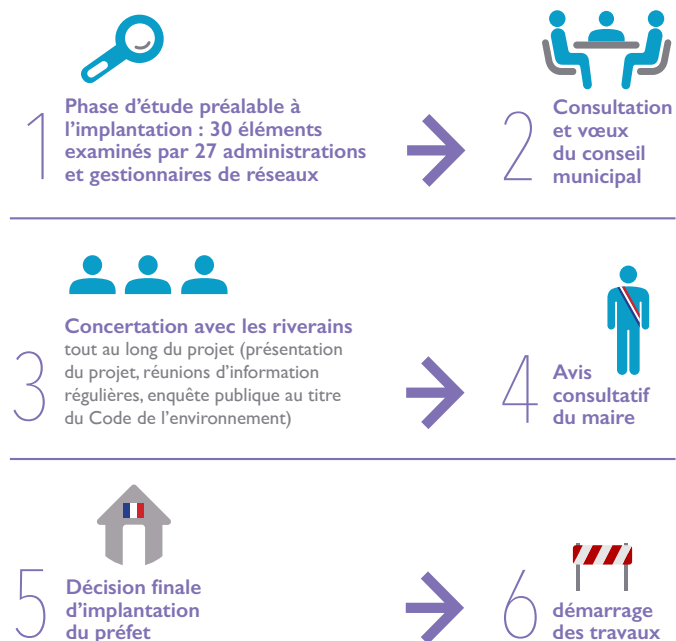 1
Phase d’étude préalable à
l’implantation : 30 éléments
examinés par 27 administrations
et gestionnaires de réseaux
2
Consultation
et vœux
du conseil
municipal
3
Concertation avec les riverains
tout au long du projet (présentation
du projet, réunions d’information
régulières, enquête publique au titre
du Code de l’environnement)
4
Avis
consultatif
du maire
5
Décision finale
d’implantation
du préfet
6
démarrage
des travaux